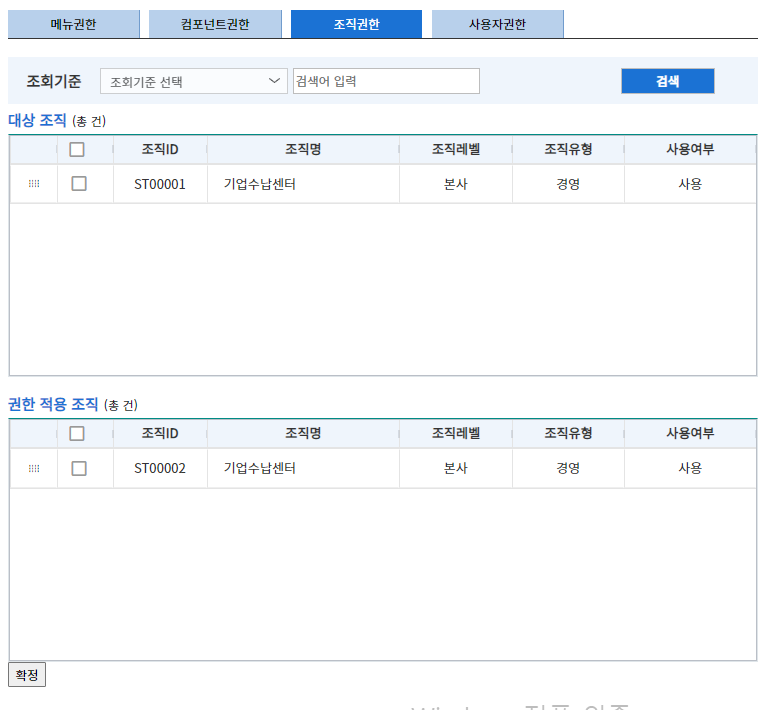 메뉴권한 컴포넌트권한 조직권한 사용자권한
조회기준 조회기준 선택 검색어 입력 검색
대상 조직 (총 건)
조직ID 조직명 조직레벨 조직유형 사용여부
ST00001 기업수납센터 본사 경영 사용
권한 적용 조직 (총 건)
조직ID 조직명 조직레벨 조직유형 사용여부
ST00002 기업수납센터 본사 경영 사용
확정
Windows 정품 인증